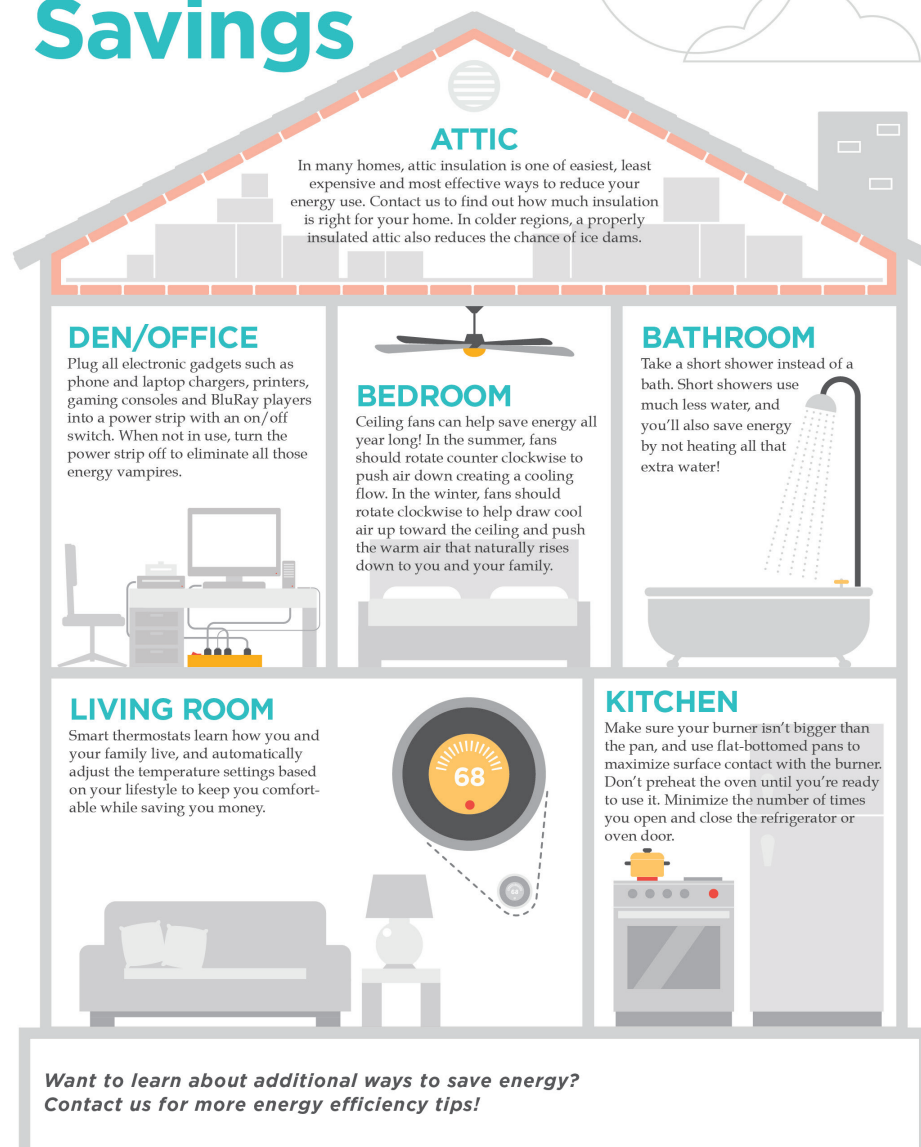 Savings
ATTIC
In many homes, attic insulation is one of easiest, least
expensive and most effective ways to reduce your
energy use. Contact us to find out how much insulation
is right for your home. In colder regions, a properly
insulated attic also reduces the chance of ice dams.
DEN/OFFICE
Plug all electronic gadgets such as
phone and laptop chargers, printers,
gaming consoles and BluRay players
into a power strip with an on/off
switch. When not in use, turn the
power strip off to eliminate all those
energy vampires.
BEDROOM
Ceiling fans can help save energy all
year long! In the summer, fans
should rotate counter clockwise to
push air down creating a cooling
flow. In the winter, fans should
rotate clockwise to help draw cool
air up toward the ceiling and push
the warm air that naturally rises
down to you and your family.
BATHROOM
Take a short shower instead of a
bath. Short showers use
much less water, and
you'll also save energy
by not heating all that
extra water!
LIVING ROOM
Smart thermostats learn how you and
your family live, and automatically
adjust the temperature settings based
on your lifestyle to keep you comfort-
able while saving you money.
68
68
KITCHEN
Make sure your burner isn't bigger than
the pan, and use flat-bottomed pans to
maximize surface contact with the burner.
Don't preheat the oven until you're ready
to use it. Minimize the number of times
you open and close the refrigerator or
oven door.
Want to learn about additional ways to save energy?
Contact us for more energy efficiency tips!